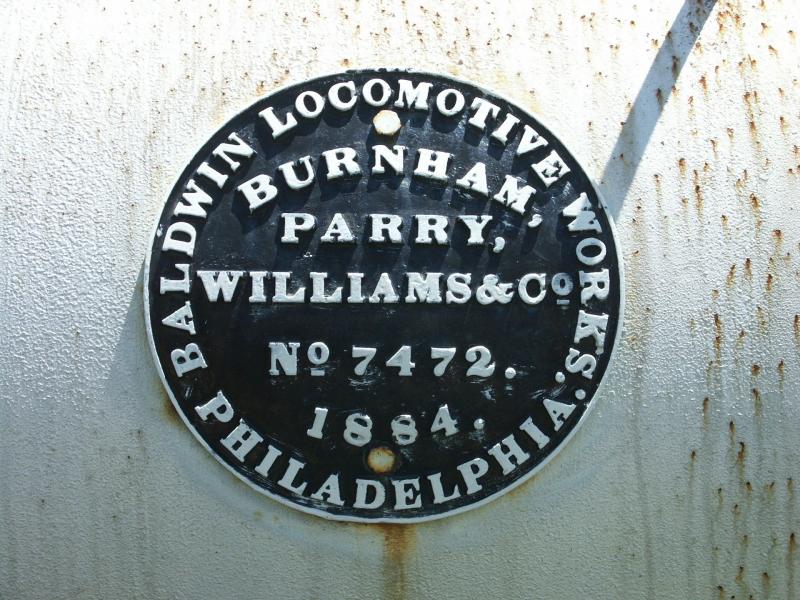 BALDWIN LOCOMOTIVE WORKS.
BURNHAM,
PARRY,
WILLIAMS & Cº
Nº 7472.
1884.
PHILADELPHIA.